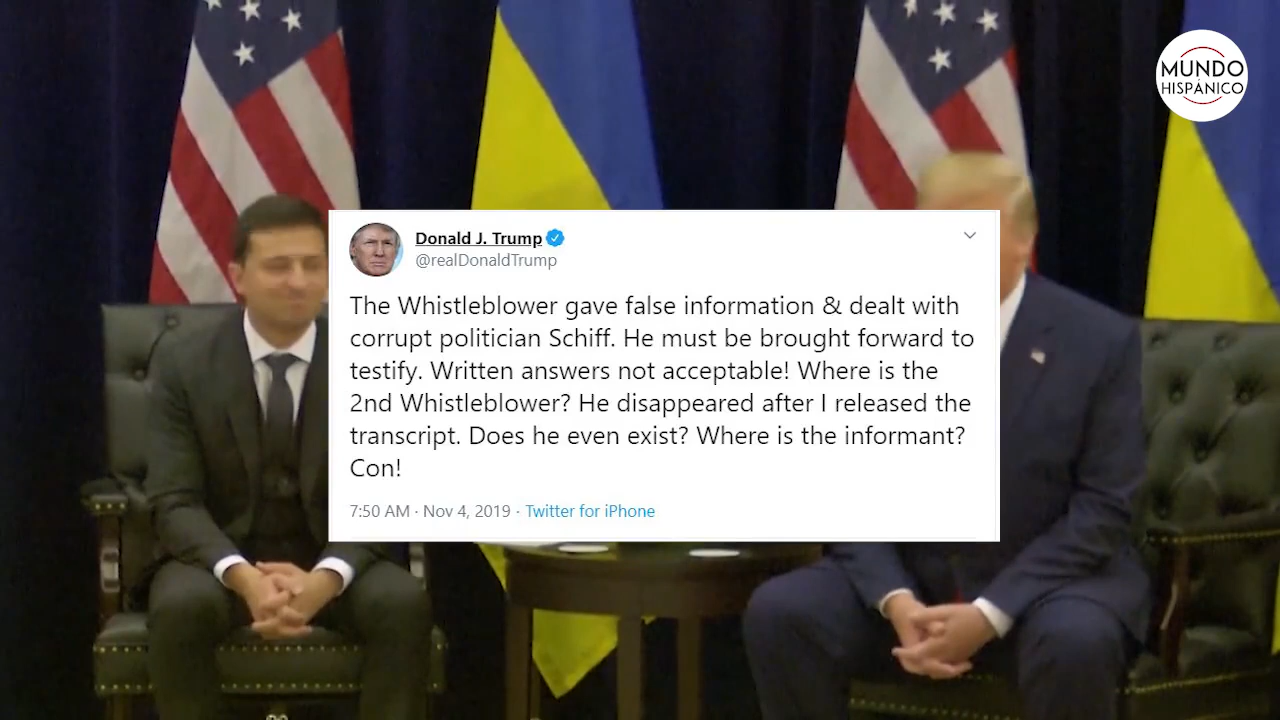 MUNDO
HISPÁNICO
Donald J. Trump
@realDonaldTrump
The Whistleblower gave false information & dealt with
corrupt politician Schiff. He must be brought forward to
testify. Written answers not acceptable! Where is the
2nd Whistleblower? He disappeared after I released the
transcript. Does he even exist? Where is the informant?
Con!
7:50 AM · Nov 4, 2019 · Twitter for iPhone